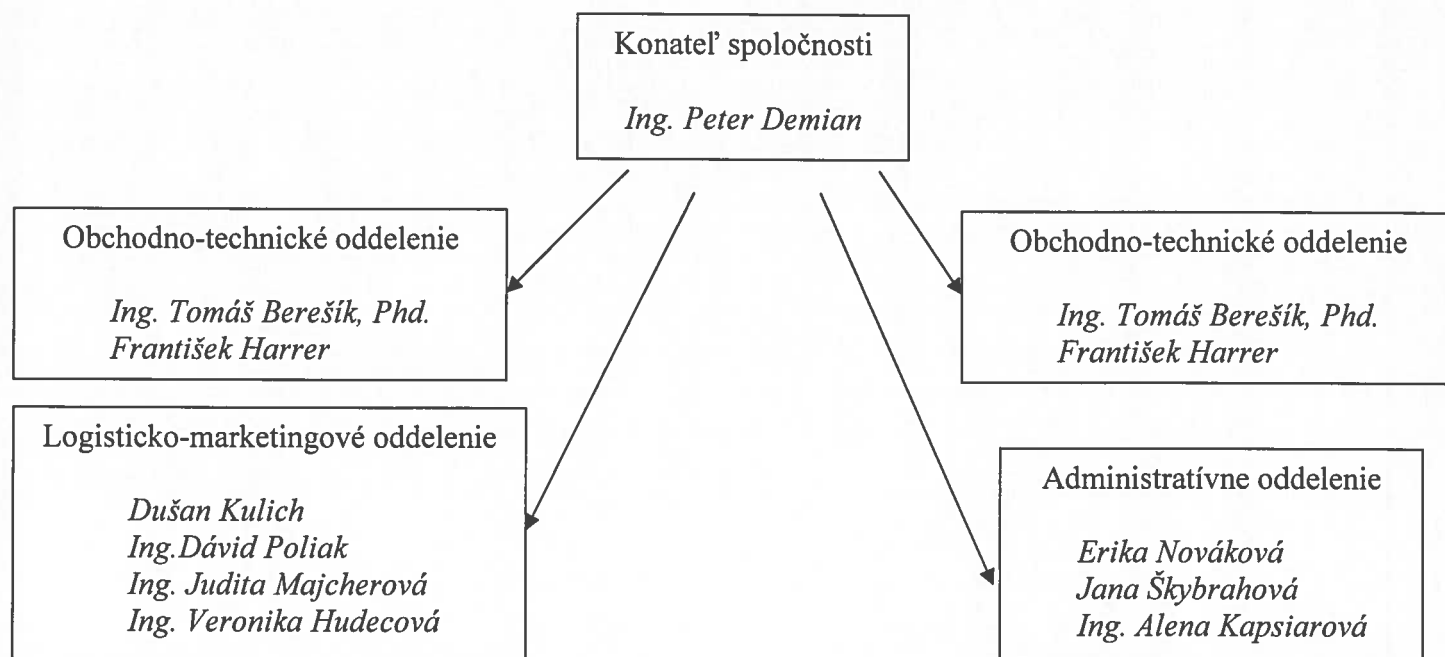 Konateľ spoločnosti
Ing. Peter Demian
Obchodno-technické oddelenie
Ing. Tomáš Berešík, Phd.
František Harrer
Obchodno-technické oddelenie
Ing. Tomáš Berešík, Phd.
František Harrer
Logisticko-marketingové oddelenie
Dušan Kulich
Ing.Dávid Poliak
Ing. Judita Majcherová
Ing. Veronika Hudecová
Administratívne oddelenie
Erika Nováková
Jana Škybrahová
Ing. Alena Kapsiarová